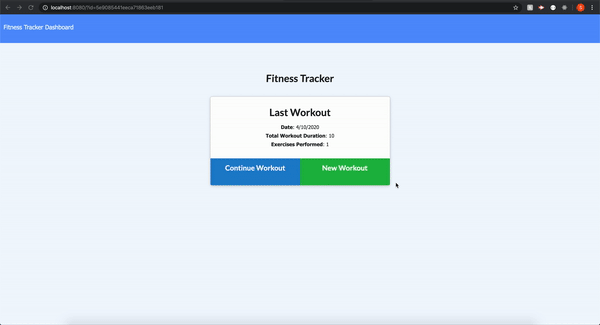 localhost:8080/?id=5e9085441eeca71863eeb181
S
Fitness Tracker Dashboard
Fitness Tracker
Last Workout
Date: 4/10/2020
Total Workout Duration: 10
Exercises Performed: 1
Continue Workout
New Workout